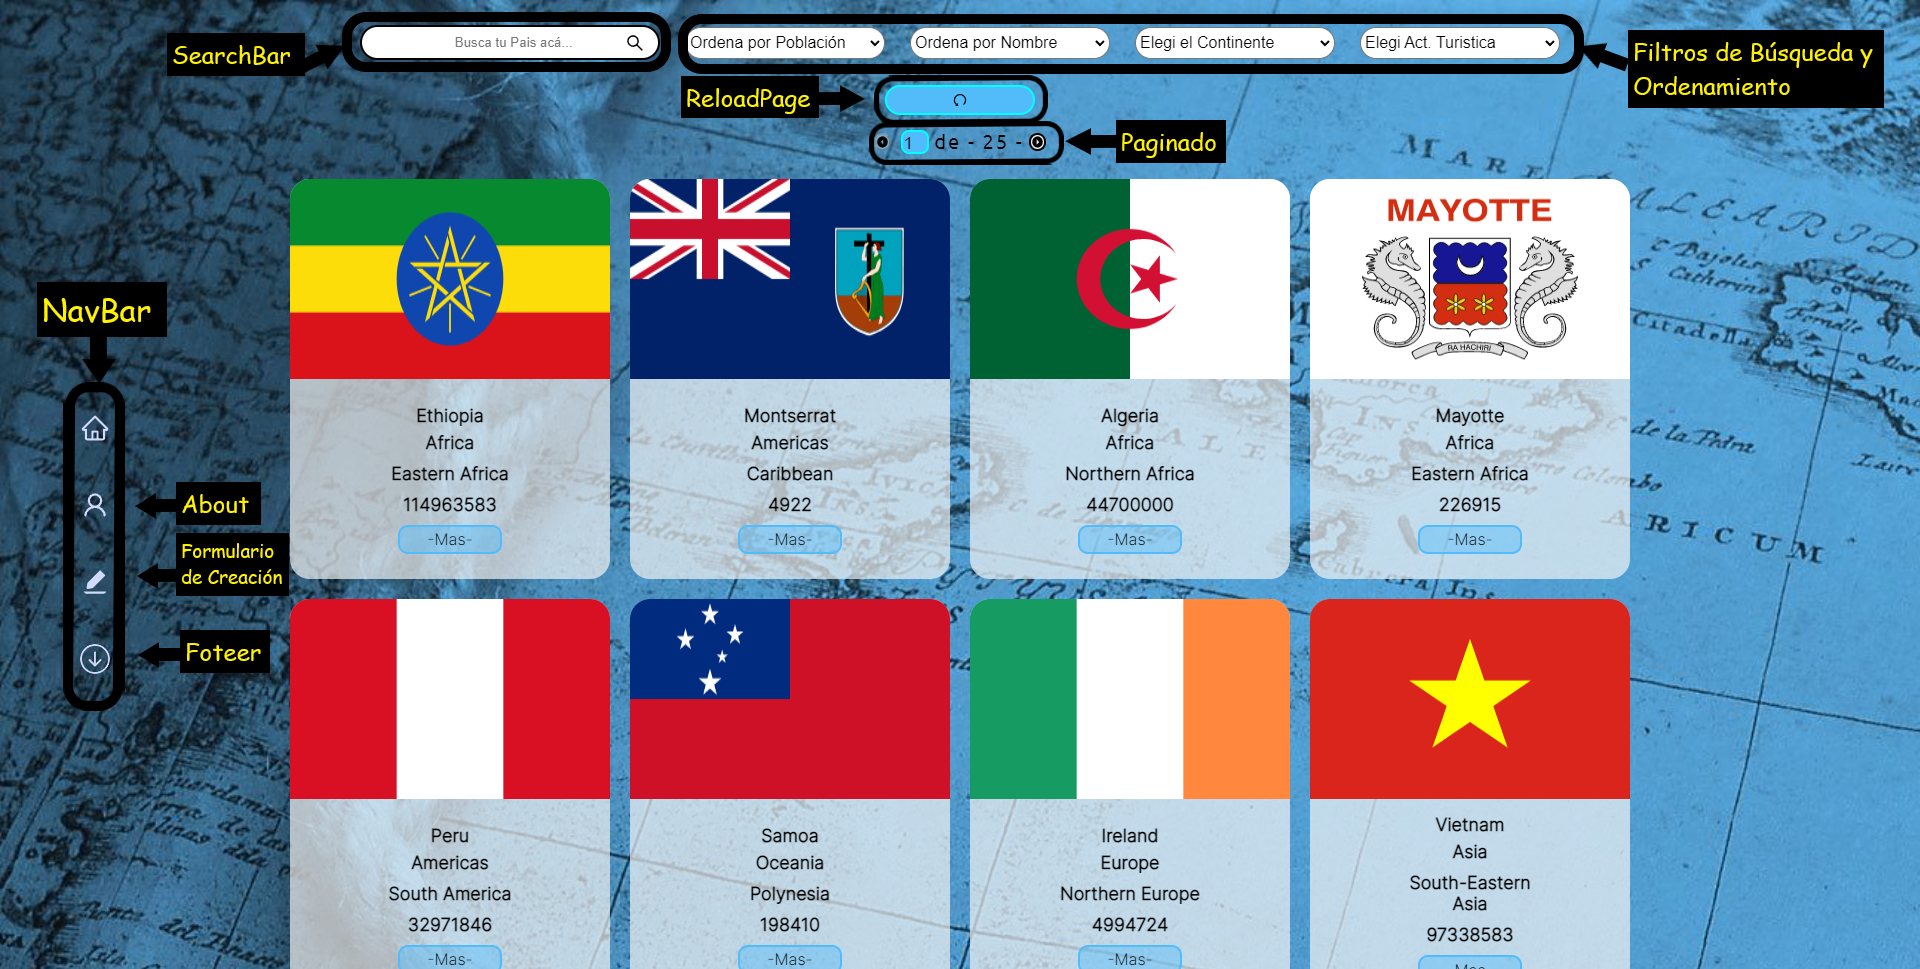 SearchBar
Busca tu País acá...
Ordena por Población
Ordena por Nombre
Elegi el Continente
Elegi Act. Turistica
Filtros de Búsqueda y
Ordenamiento
ReloadPage
1 de - 25 -
Paginado
NavBar
About
Formulario
de Creación
Foteer
MAYOTTE
RA HACHIRI
Ethiopia
Africa
Eastern Africa
114963583
-Mas-
Montserrat
Americas
Caribbean
4922
-Mas-
Algeria
Africa
Northern Africa
44700000
-Mas-
Mayotte
Africa
Eastern Africa
226915
-Mas-
Peru
Americas
South America
32971846
-Mas-
Samoa
Oceania
Polynesia
198410
-Mas-
Ireland
Europe
Northern Europe
4994724
-Mas-
Vietnam
Asia
South-Eastern
Asia
97338583
-Mas-